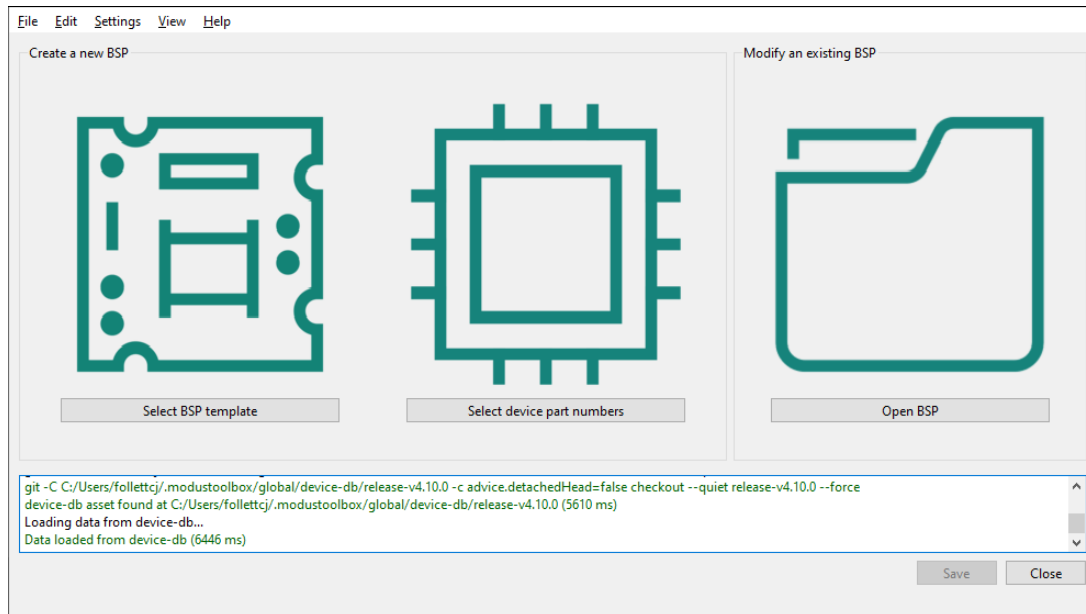 File Edit Settings View Help
Create a new BSP
Modify an existing BSP
Select BSP template
Select device part numbers
Open BSP
git -C C:/Users/follettcj/.modustoolbox/global/device-db/release-v4.10.0 -c advice.detachedHead=false checkout --quiet release-v4.10.0 --force
device-db asset found at C:/Users/follettcj/.modustoolbox/global/device-db/release-v4.10.0 (5610 ms)
Loading data from device-db...
Data loaded from device-db (6446 ms)
Save
Close